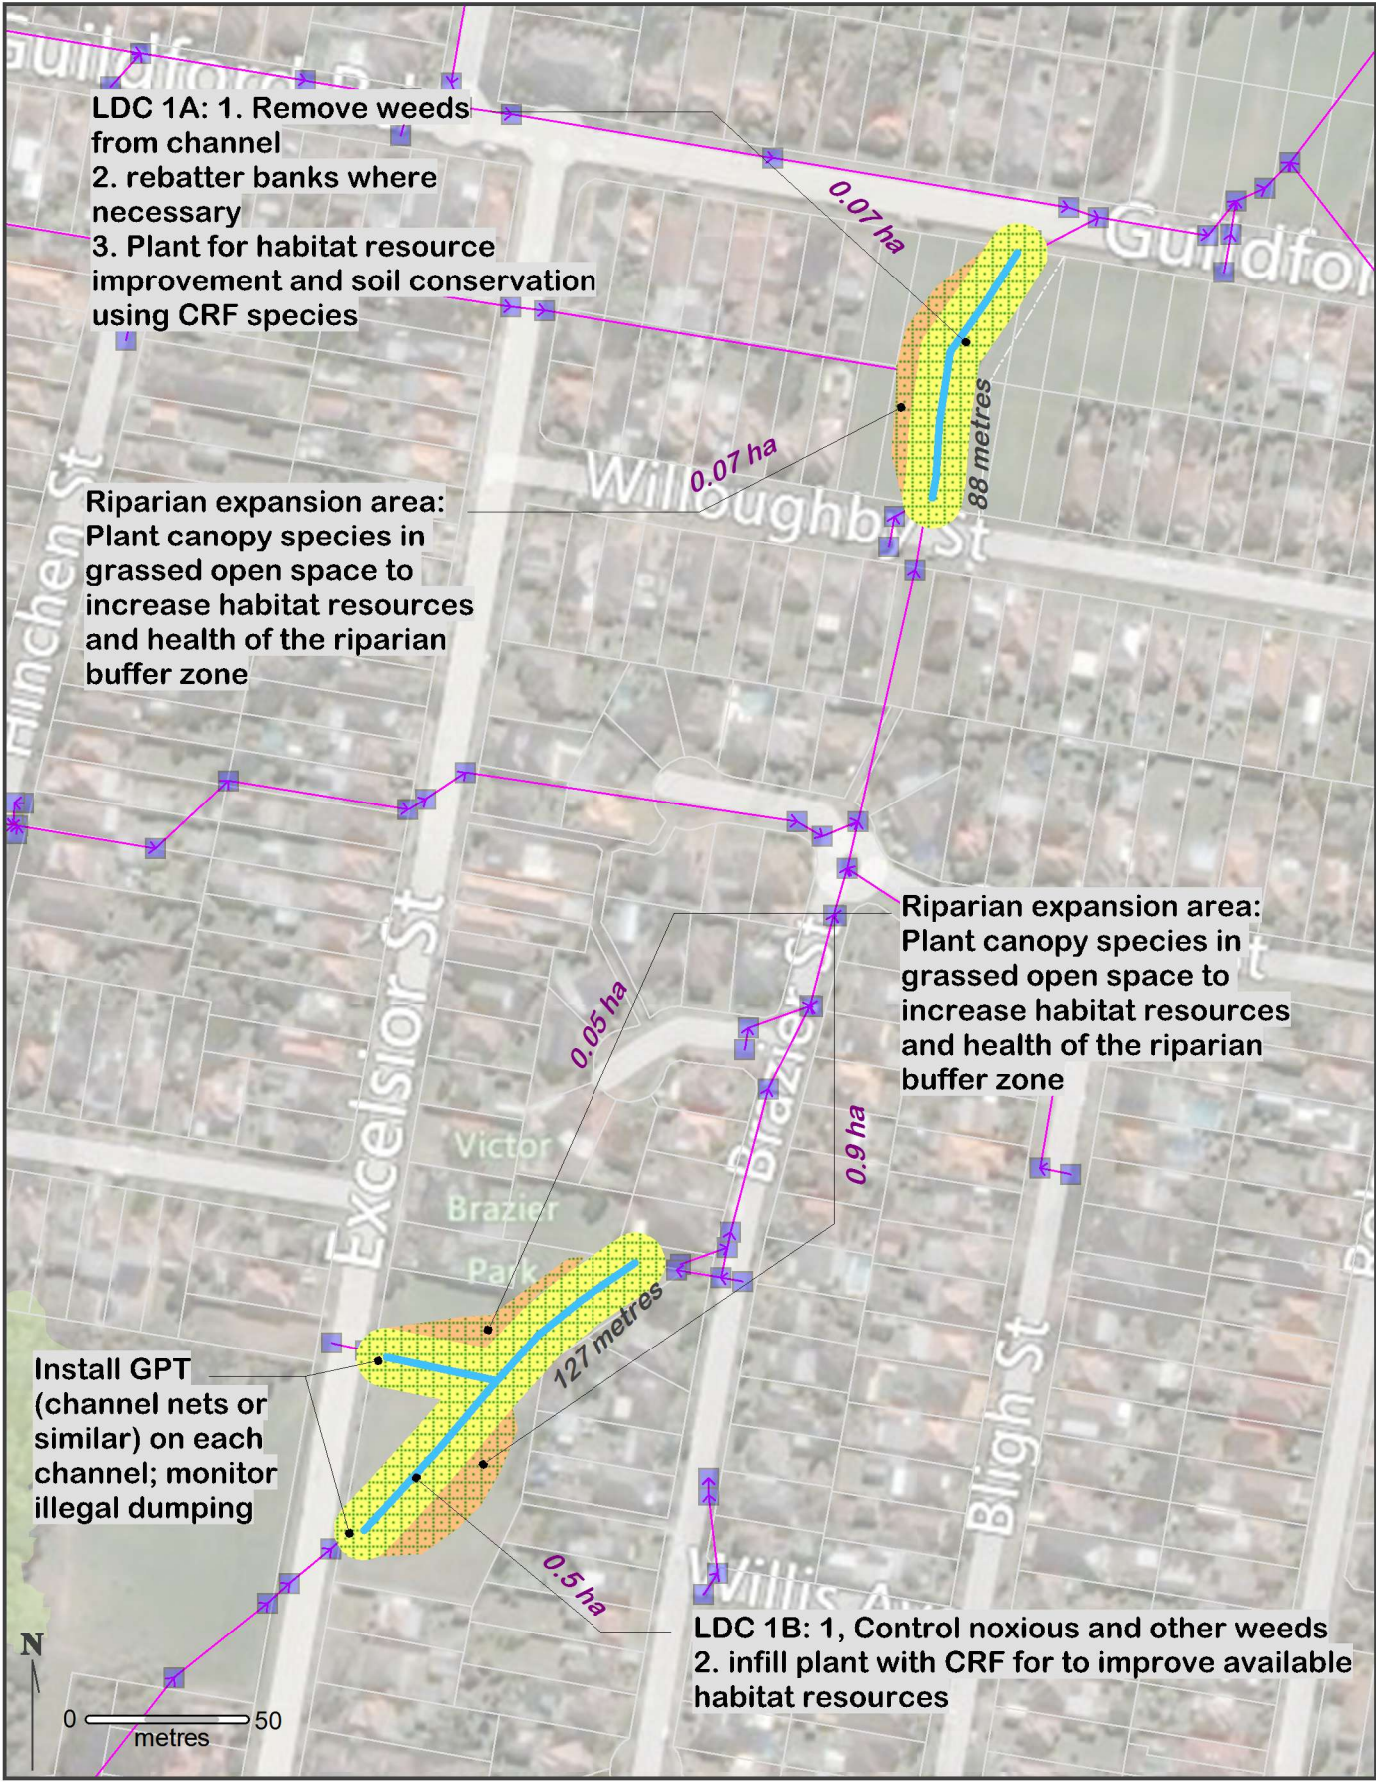 Guildford Rd
LDC 1A: 1. Remove weeds
from channel
2. rebatter banks where
necessary
3. Plant for habitat resource
improvement and soil conservation
using CRF species
0.07 ha
Guildfor
88 metres
0.07 ha
Willoughby St
Riparian expansion area:
Plant canopy species in
grassed open space to
increase habitat resources
and health of the riparian
buffer zone
Hilnchen St
Excelsior St
Brazier St
Riparian expansion area:
Plant canopy species in
grassed open space to
increase habitat resources
and health of the riparian
buffer zone
t
0.05 ha
0.9 ha
Victor
Brazier
Park
127 metres
Install GPT
(channel nets or
similar) on each
channel; monitor
illegal dumping
Bligh St
0.5 ha
Willis Av
LDC 1B: 1, Control noxious and other weeds
2. infill plant with CRF for to improve available
habitat resources
N
0 50
metres